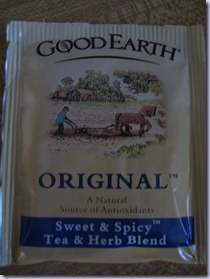 GOOD EARTH®
ORIGINAL™
A Natural
Source of Antioxidants
Sweet & Spicy™
Tea & Herb Blend